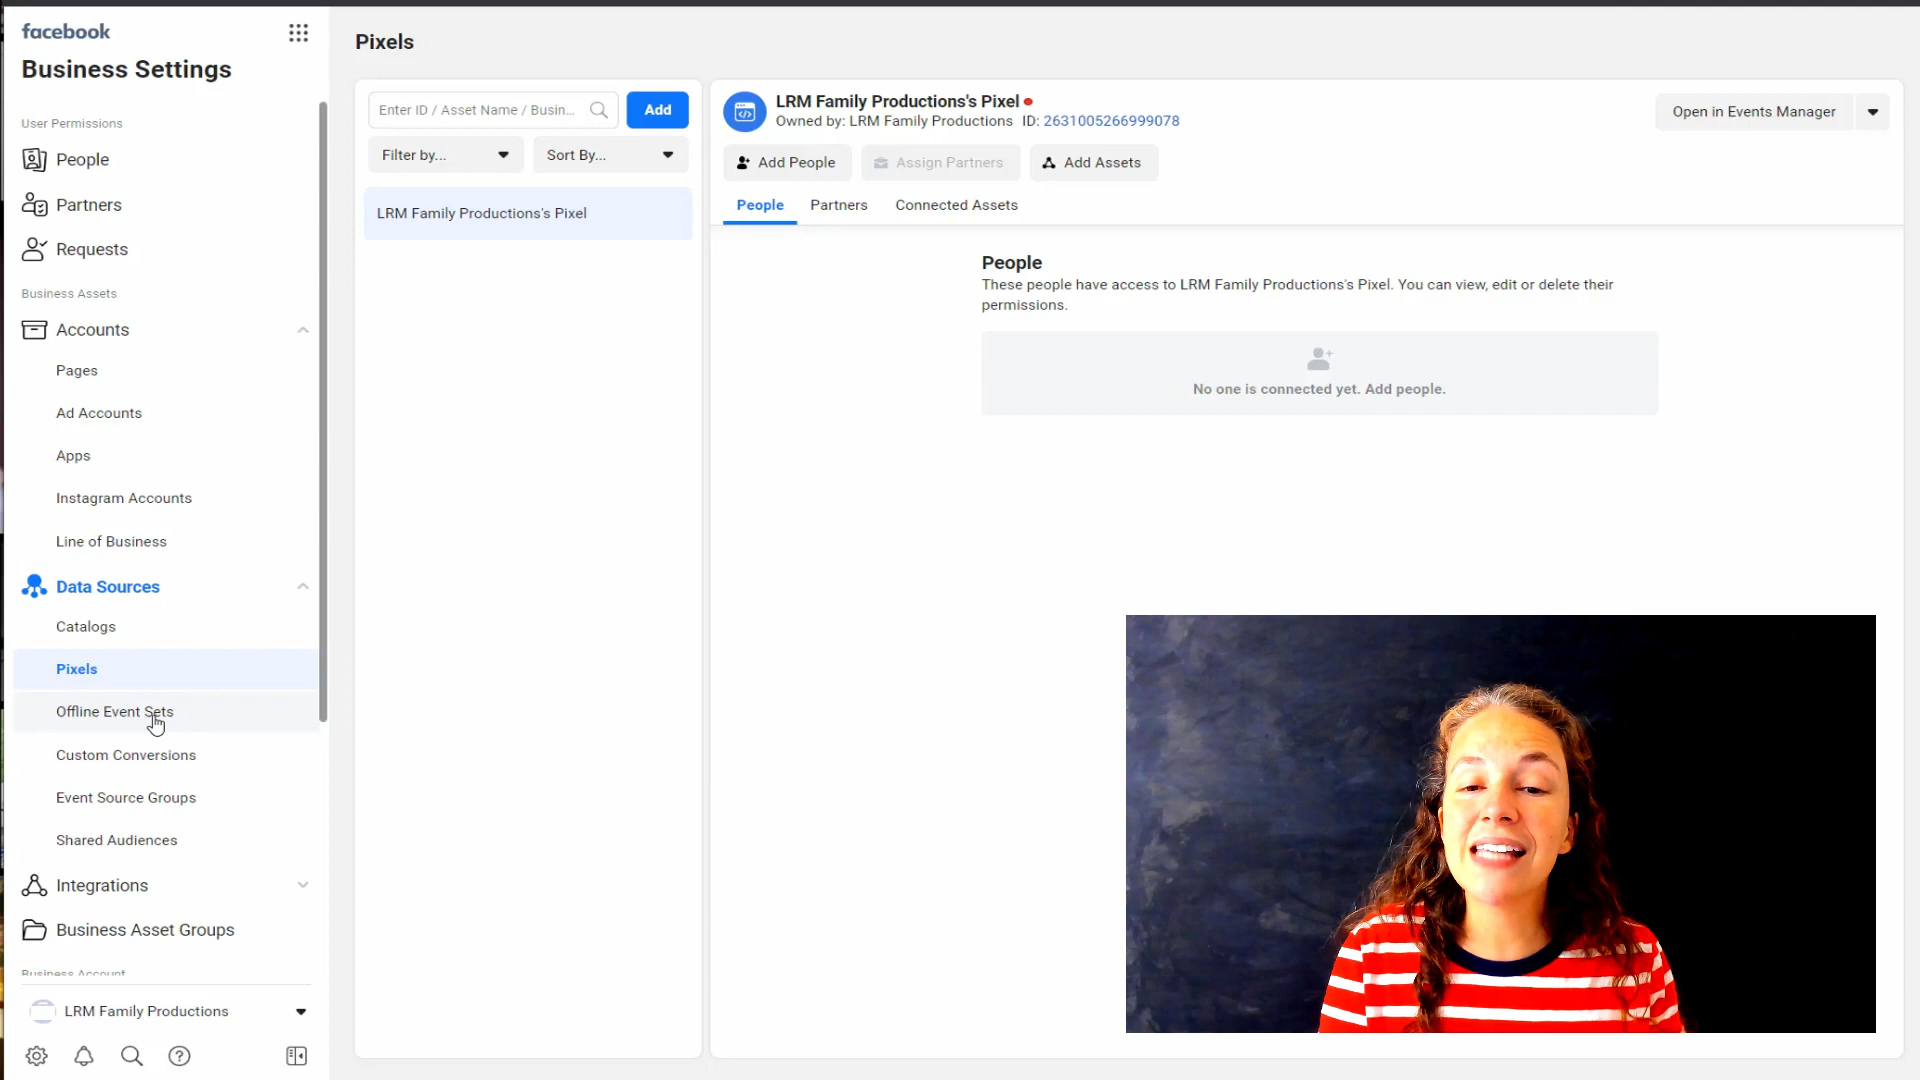 facebook
Business Settings
User Permissions
People
Partners
Requests
Business Assets
Accounts
Pages
Ad Accounts
Apps
Instagram Accounts
Line of Business
Data Sources
Catalogs
Pixels
Offline Event Sets
Custom Conversions
Event Source Groups
Shared Audiences
Integrations
Business Asset Groups
Business Account
LRM Family Productions
Pixels
Enter ID / Asset Name / Busin...
Add
Filter by...
Sort By...
LRM Family Productions's Pixel
LRM Family Productions's Pixel
Owned by: LRM Family Productions ID: 2631005266999078
Open in Events Manager
Add People
Assign Partners
Add Assets
People
Partners
Connected Assets
People
These people have access to LRM Family Productions's Pixel. You can view, edit or delete their
permissions.
No one is connected yet. Add people.